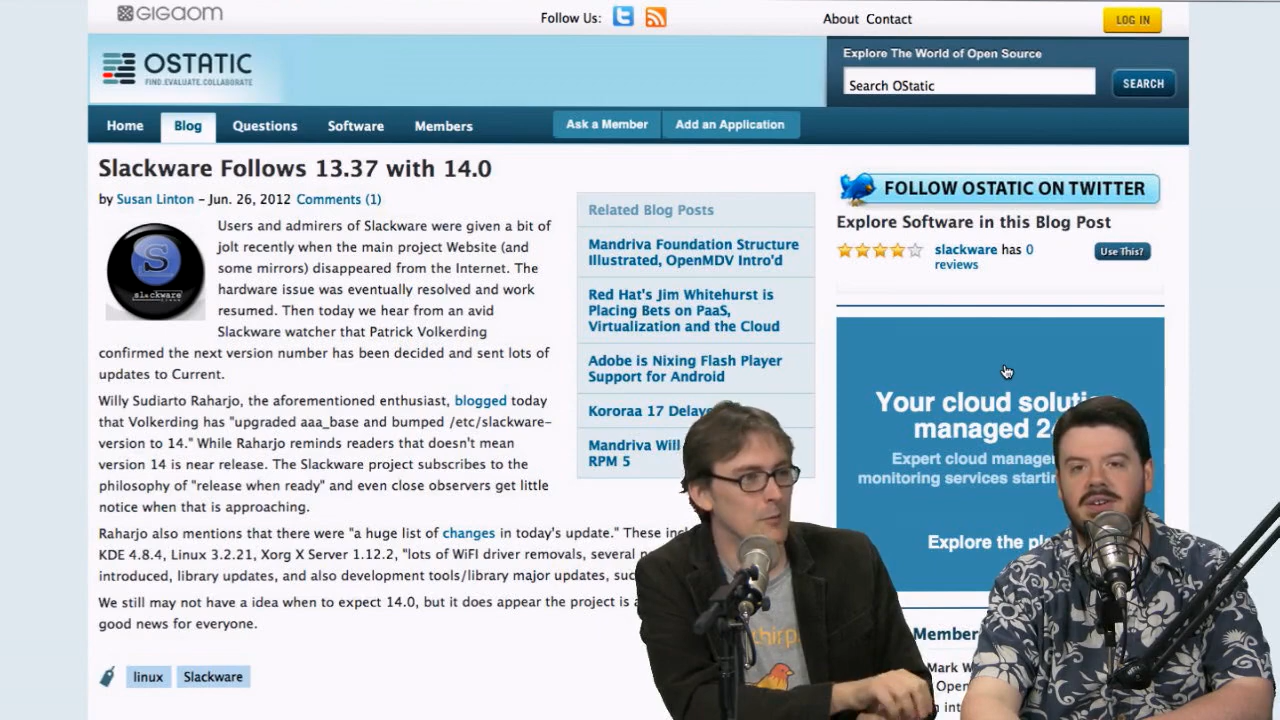 GIGAOM
Follow Us:
About Contact
LOG IN
OSTATIC
FIND.EVALUATE.COLLABORATE
Explore The World of Open Source
Search OStatic
SEARCH
Home Blog Questions Software Members
Ask a Member Add an Application
Slackware Follows 13.37 with 14.0
by Susan Linton – Jun. 26, 2012 Comments (1)
S
slackware
Users and admirers of Slackware were given a bit of
jolt recently when the main project Website (and
some mirrors) disappeared from the Internet. The
hardware issue was eventually resolved and work
resumed. Then today we hear from an avid
Slackware watcher that Patrick Volkerding
confirmed the next version number has been decided and sent lots of
updates to Current.
Willy Sudiarto Raharjo, the aforementioned enthusiast, blogged today
that Volkerding has "upgraded aaa_base and bumped /etc/slackware-
version to 14." While Raharjo reminds readers that doesn't mean
version 14 is near release. The Slackware project subscribes to the
philosophy of "release when ready" and even close observers get little
notice when that is approaching.
Raharjo also mentions that there were "a huge list of changes in today's update." These
KDE 4.8.4, Linux 3.2.21, Xorg X Server 1.12.2, "lots of WiFI driver removals, several
introduced, library updates, and also development tools/library major updates,
We still may not have a idea when to expect 14.0, but it does appear the project is
good news for everyone.
linux Slackware
Related Blog Posts
Mandriva Foundation Structure
Illustrated, OpenMDV Intro'd
Red Hat's Jim Whitehurst is
Placing Bets on PaaS,
Virtualization and the Cloud
Adobe is Nixing Flash Player
Support for Android
Kororaa 17
Mandriva Will
RPM 5
FOLLOW OSTATIC ON TWITTER
Explore Software in this Blog Post
slackware has 0
reviews
Use This?
Your cloud
managed
Expert cloud
monitoring services
Explore the
Member
Mark
thirp